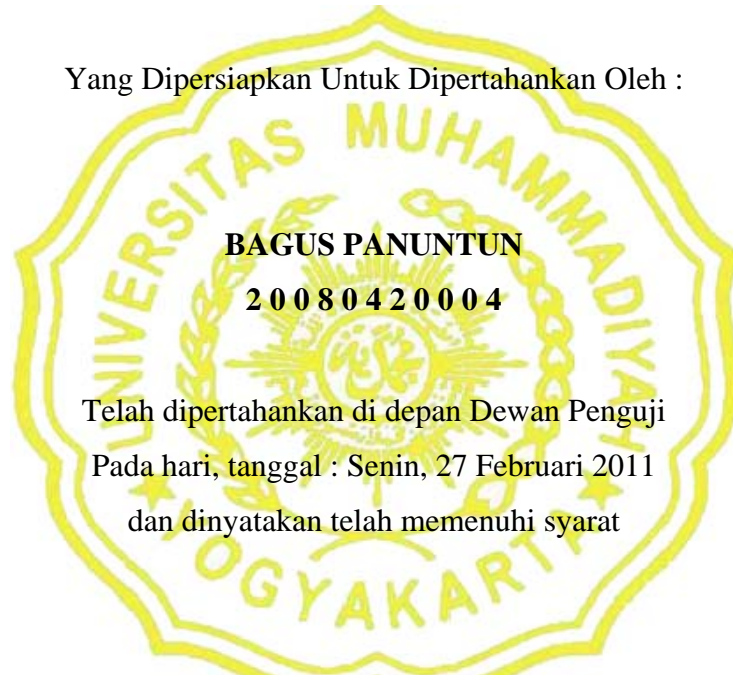 Yang Dipersiapkan Untuk Dipertahankan Oleh :
UNIVERSITAS MUHAMMADIYAH
BAGUS PANUNTUN
2 0 0 8 0 4 2 0 0 0 4
Telah dipertahankan di depan Dewan Penguji
Pada hari, tanggal : Senin, 27 Februari 2011
dan dinyatakan telah memenuhi syarat
YOGYAKARTA